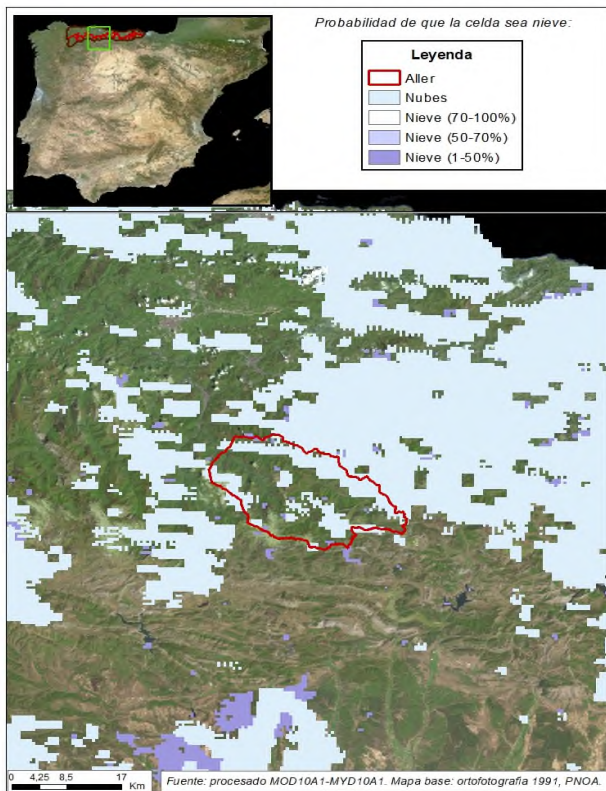 Probabilidad de que la celda sea nieve:
Leyenda
Aller
Nubes
Nieve (70-100%)
Nieve (50-70%)
Nieve (1-50%)
0 4,25 8,5 17
Km
Fuente: procesado MOD10A1-MYD10A1. Mapa base: ortofotografia 1991, PNOA.